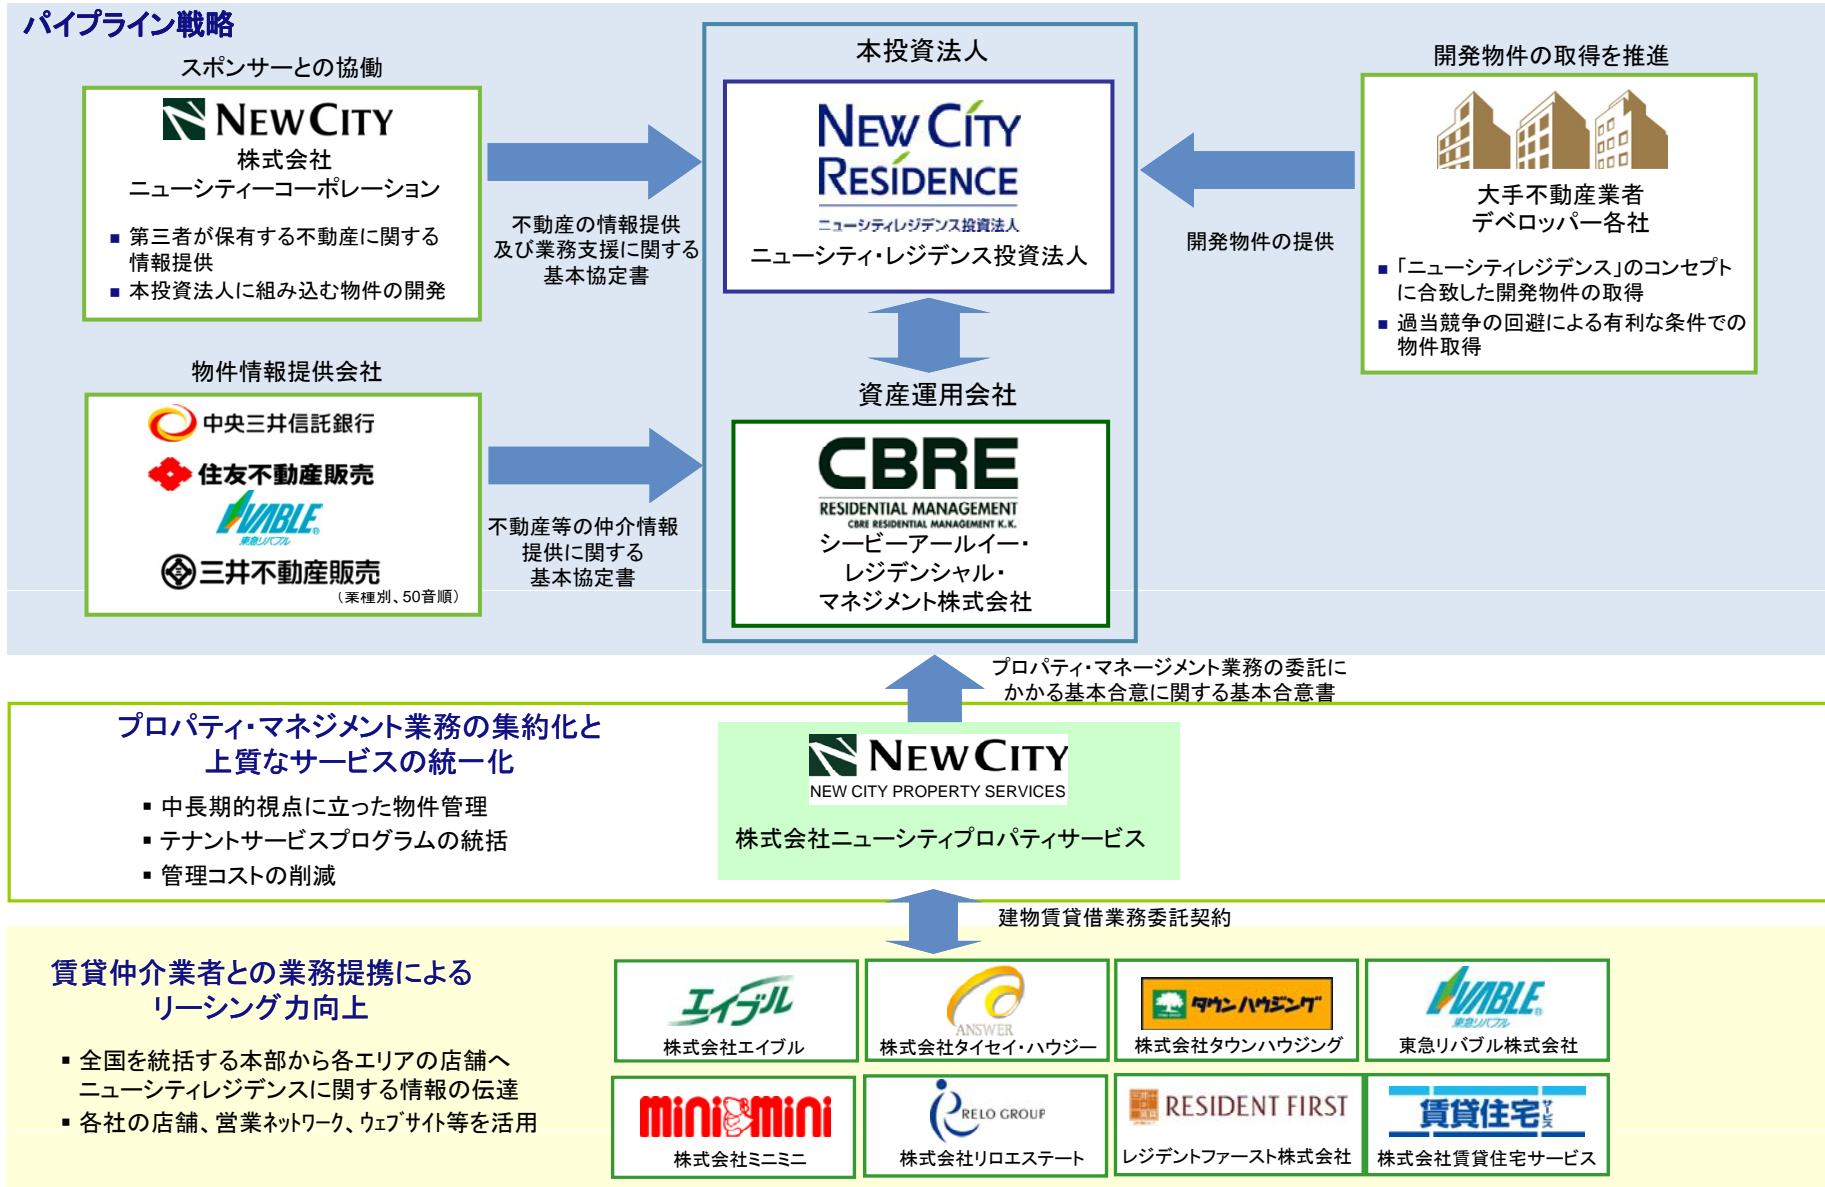 パイプライン戦略
スポンサーとの協働
NEW CITY
株式会社
ニューシティーコーポレーション
■ 第三者が保有する不動産に関する
情報提供
■ 本投資法人に組み込む物件の開発
不動産の情報提供
及び業務支援に関する
基本協定書
物件情報提供会社
中央三井信託銀行
住友不動産販売
LIVABLE
東急リバブル
三井不動産販売
(業種別、50音順)
不動産等の仲介情報
提供に関する
基本協定書
本投資法人
NEW CITY
RESIDENCE
ニューシティレジデンス投資法人
ニューシティ・レジデンス投資法人
資産運用会社
CBRE
RESIDENTIAL MANAGEMENT
CBRE RESIDENTIAL MANAGEMENT K.K.
シービーアールイー・
レジデンシャル・
マネジメント株式会社
開発物件の取得を推進
大手不動産業者
デベロッパー各社
■ 「ニューシティレジデンス」のコンセプト
に合致した開発物件の取得
■ 過当競争の回避による有利な条件での
物件取得
開発物件の提供
プロパティ・マネージメント業務の委託に
かかる基本合意に関する基本合意書
プロパティ・マネジメント業務の集約化と
上質なサービスの統一化
▪ 中長期的視点に立った物件管理
▪ テナントサービスプログラムの統括
▪ 管理コストの削減
NEW CITY
NEW CITY PROPERTY SERVICES
株式会社ニューシティプロパティサービス
建物賃貸借業務委託契約
賃貸仲介業者との業務提携による
リーシング力向上
▪ 全国を統括する本部から各エリアの店舗へ
ニューシティレジデンスに関する情報の伝達
▪ 各社の店舗、営業ネットワーク、ウェブサイト等を活用
エイブル
株式会社エイブル
ANSWER
株式会社タイセイ・ハウジー
タウンハウジング
株式会社タウンハウジング
LIVABLE
東急リバブル
東急リバブル株式会社
mini mini
株式会社ミニミニ
RELO GROUP
株式会社リロエステート
RESIDENT FIRST
レジデントファースト株式会社
賃貸住宅サービス
株式会社賃貸住宅サービス